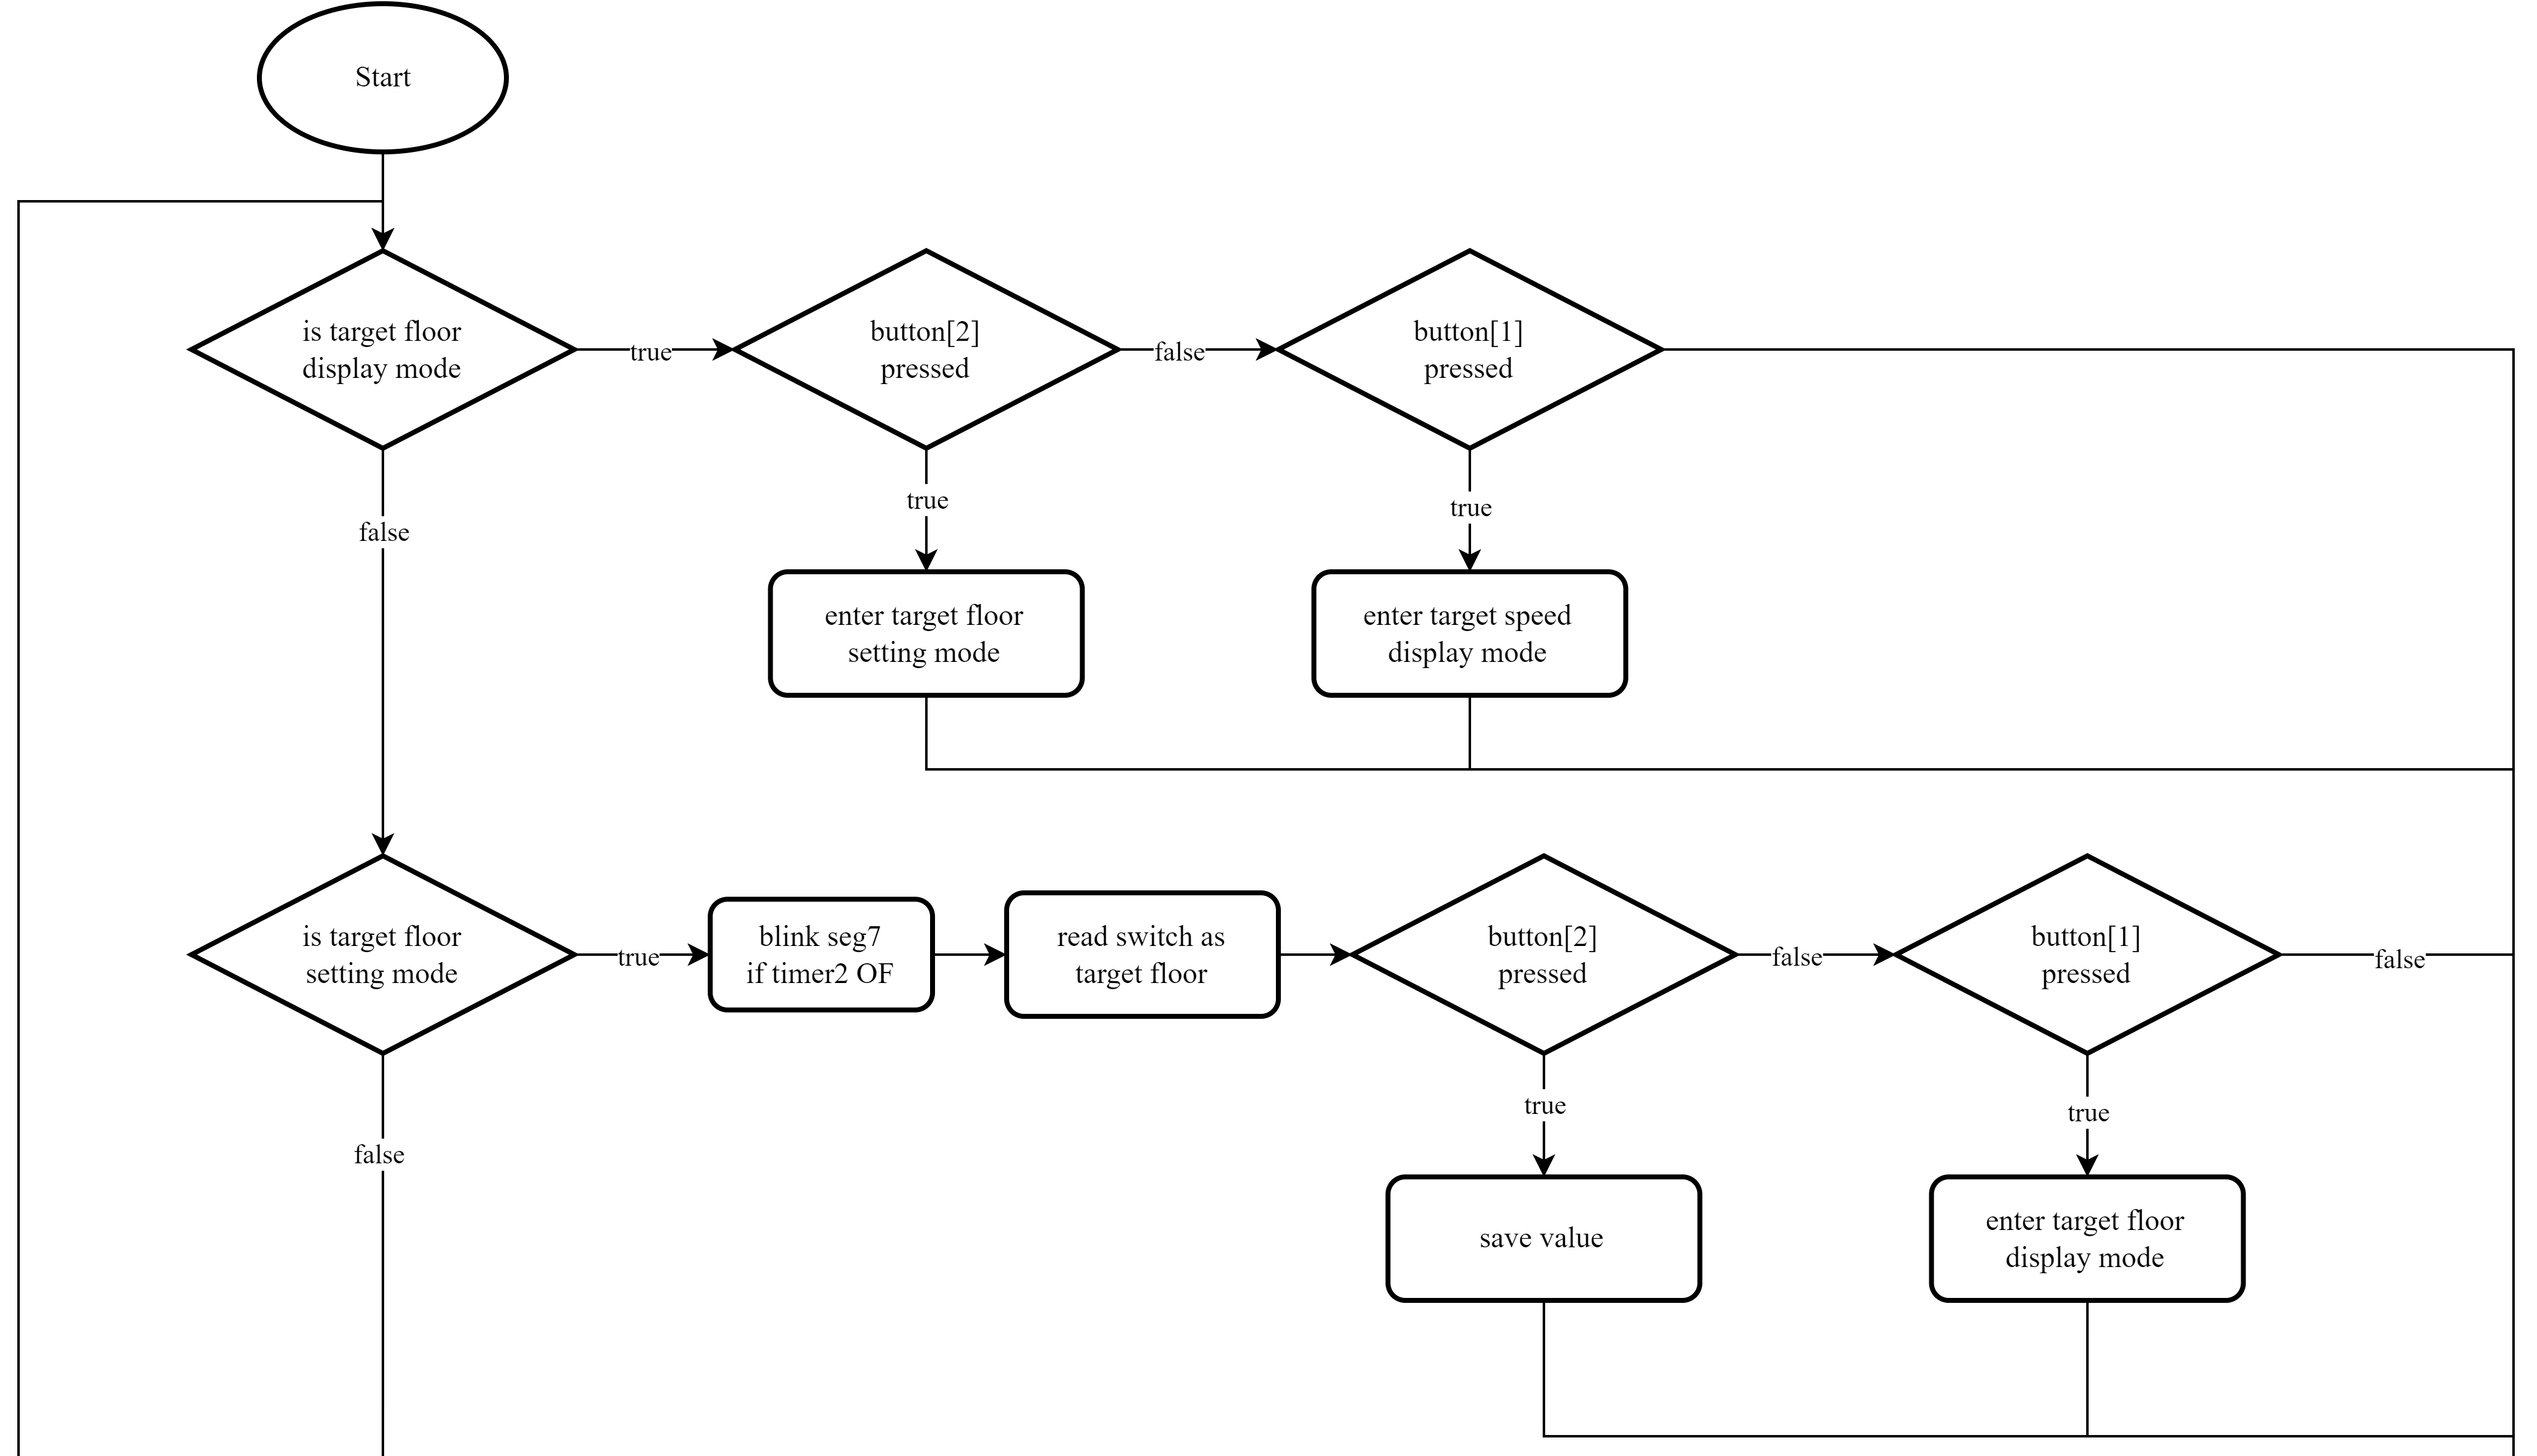 Start
is target floor
display mode
true
button[2]
pressed
false
button[1]
pressed
false
true
true
enter target floor
setting mode
enter target speed
display mode
is target floor
setting mode
true
blink seg7
if timer2 OF
read switch as
target floor
button[2]
pressed
false
button[1]
pressed
false
false
true
true
save value
enter target floor
display mode